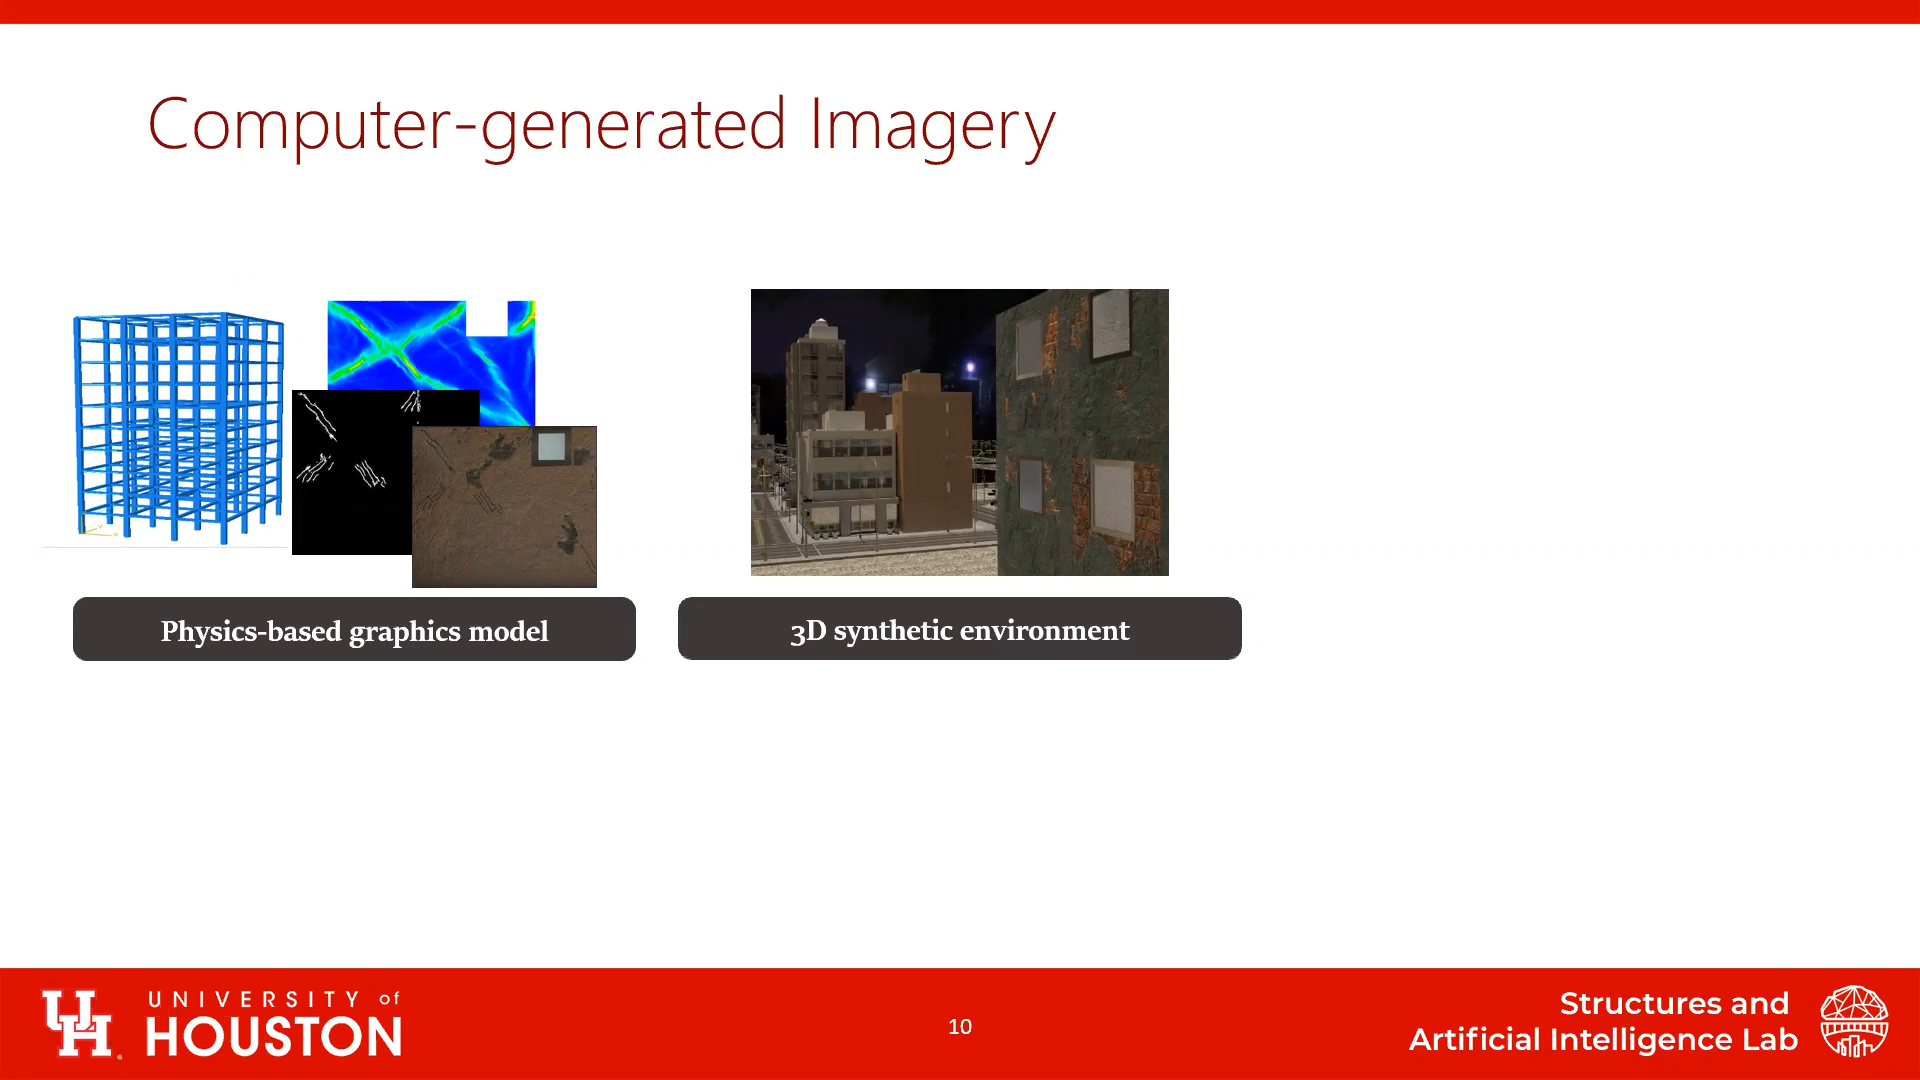 Computer-generated Imagery
Physics-based graphics model
3D synthetic environment
UNIVERSITY of
HOUSTON
10
Structures and
Artificial Intelligence Lab